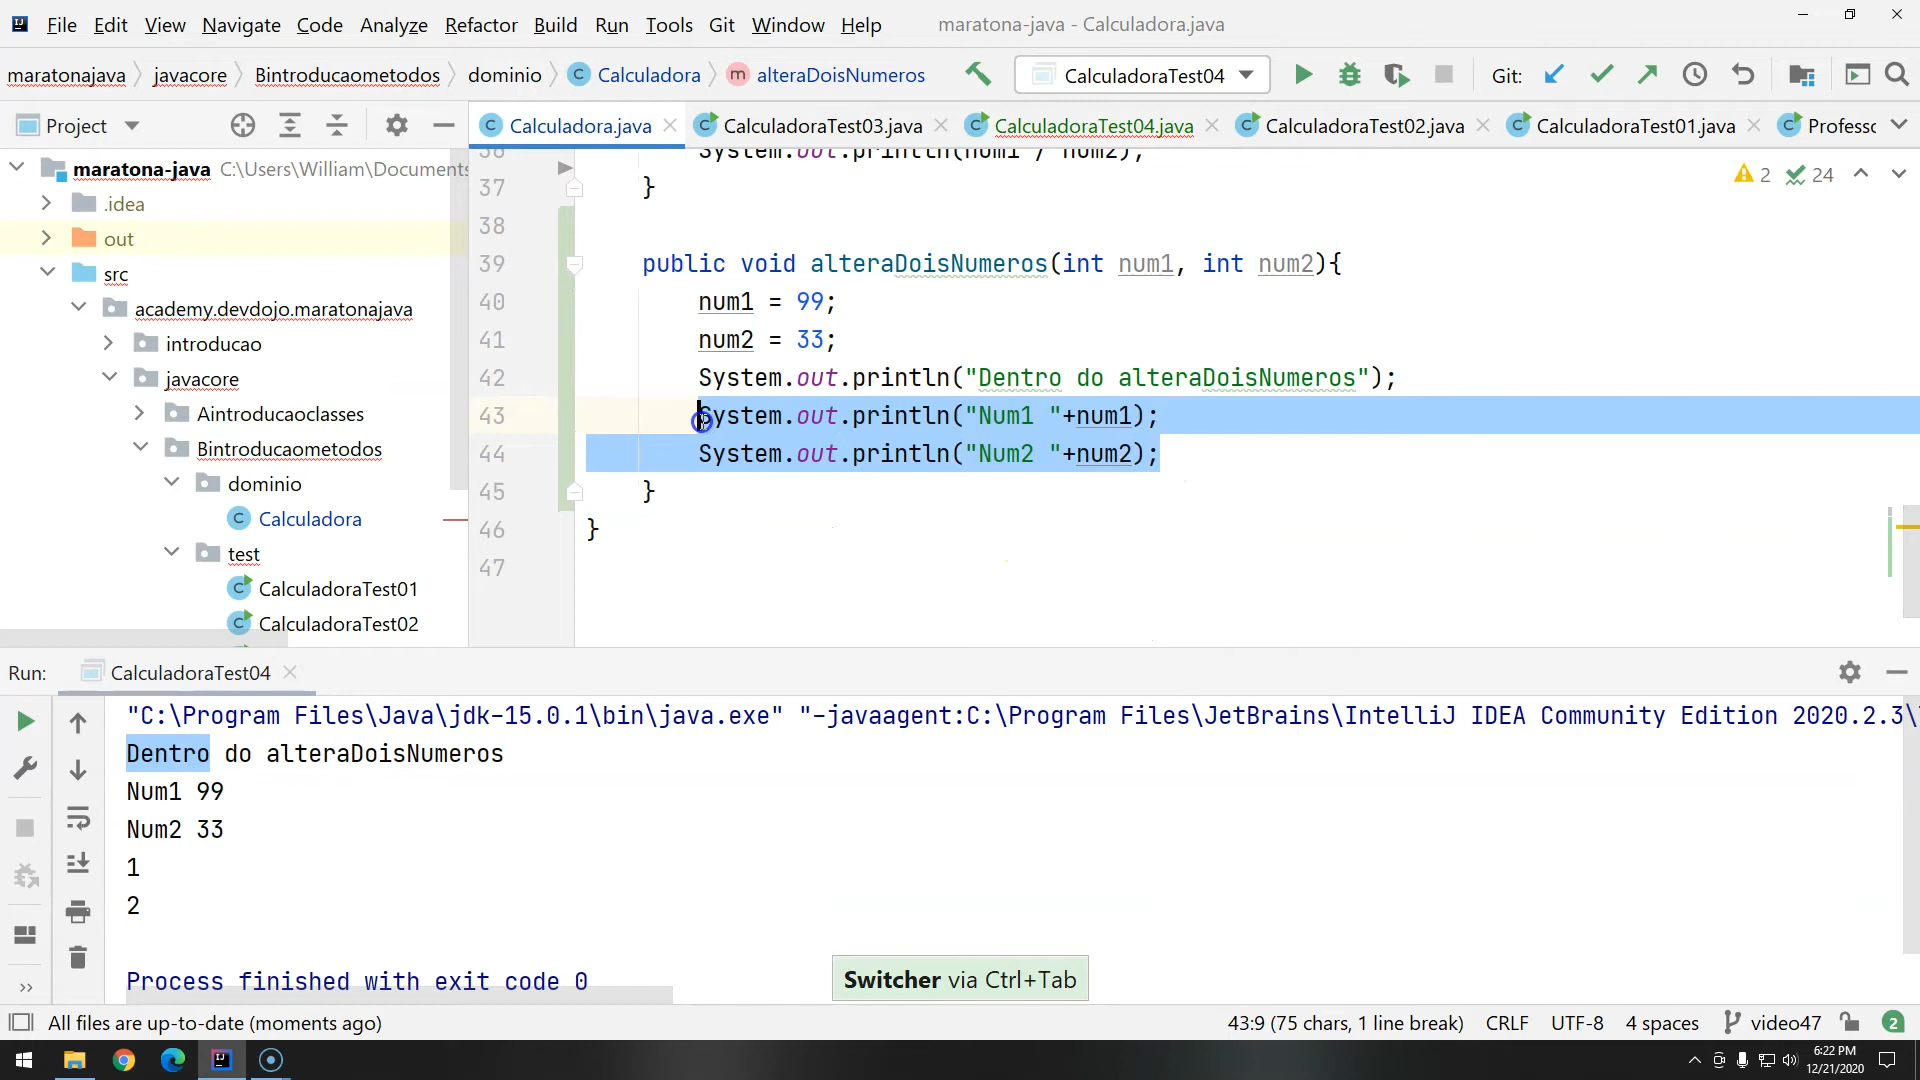 File Edit View Navigate Code Analyze Refactor Build Run Tools Git Window Help maratona-java - Calculadora.java
maratonajava javacore Bintroducaometodos dominio Calculadora alteraDoisNumeros CalculadoraTest04 Git:
Project Calculadora.java CalculadoraTest03.java CalculadoraTest04.java CalculadoraTest02.java CalculadoraTest01.java Professo
maratona-java C:\Users\William\Documents
.idea
out
src
academy.devdojo.maratonajava
introducao
javacore
Aintroducaoclasses
Bintroducaometodos
dominio
Calculadora
test
CalculadoraTest01
CalculadoraTest02
2 24
36 System.out.println(num1 / num2);
37 }
38
39 public void alteraDoisNumeros(int num1, int num2){
40 num1 = 99;
41 num2 = 33;
42 System.out.println("Dentro do alteraDoisNumeros");
43 System.out.println("Num1 "+num1);
44 System.out.println("Num2 "+num2);
45 }
46 }
47
Run: CalculadoraTest04
"C:\Program Files\Java\jdk-15.0.1\bin\java.exe" "-javaagent:C:\Program Files\JetBrains\IntelliJ IDEA Community Edition 2020.2.3\
Dentro do alteraDoisNumeros
Num1 99
Num2 33
1
2
Process finished with exit code 0
Switcher via Ctrl+Tab
All files are up-to-date (moments ago) 43:9 (75 chars, 1 line break) CRLF UTF-8 4 spaces video47 2
6:22 PM
12/21/2020